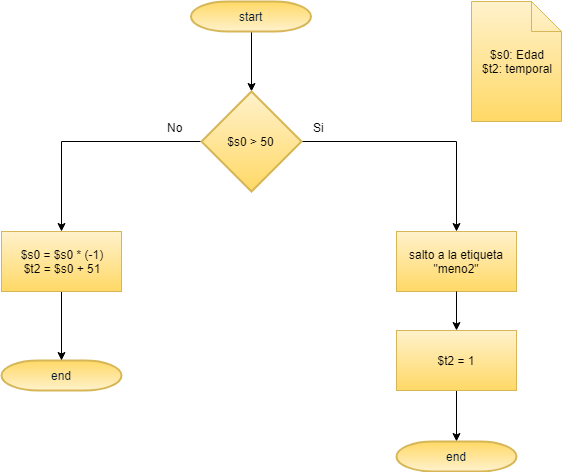 start
$s0: Edad
$t2: temporal
No
$s0 > 50
Si
$s0 = $s0 * (-1)
$t2 = $s0 + 51
salto a la etiqueta
"meno2"
$t2 = 1
end
end